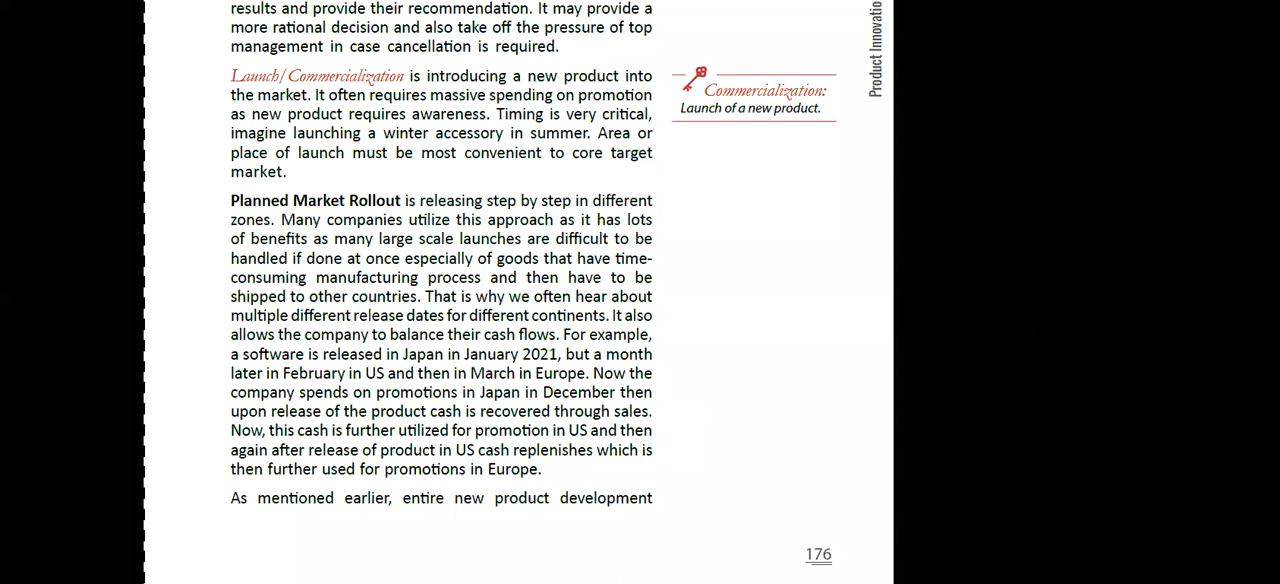 results and provide their recommendation. It may provide a
more rational decision and also take off the pressure of top
management in case cancellation is required.
Launch/Commercialization is introducing a new product into
the market. It often requires massive spending on promotion
as new product requires awareness. Timing is very critical,
imagine launching a winter accessory in summer. Area or
place of launch must be most convenient to core target
market.
Planned Market Rollout is releasing step by step in different
zones. Many companies utilize this approach as it has lots
of benefits as many large scale launches are difficult to be
handled if done at once especially of goods that have time-
consuming manufacturing process and then have to be
shipped to other countries. That is why we often hear about
multiple different release dates for different continents. It also
allows the company to balance their cash flows. For example,
a software is released in Japan in January 2021, but a month
later in February in US and then in March in Europe. Now the
company spends on promotions in Japan in December then
upon release of the product cash is recovered through sales.
Now, this cash is further utilized for promotion in US and then
again after release of product in US cash replenishes which is
then further used for promotions in Europe.
As mentioned earlier, entire new product development
Commercialization:
Launch of a new product.
Product Innovatio
176